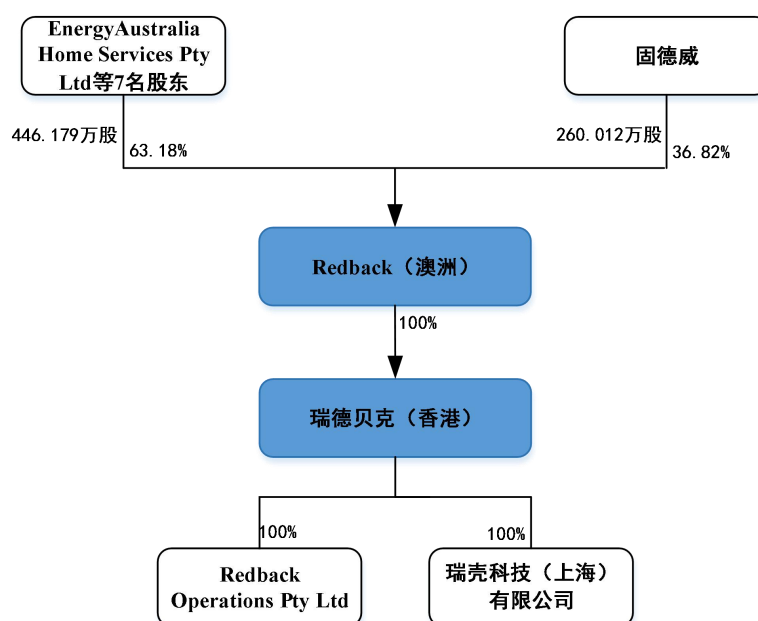 EnergyAustralia
Home Services Pty
Ltd等7名股东
固德威
446.179万股
63.18%
260.012万股
36.82%
Redback（澳洲）
100%
瑞德贝克（香港）
100%
100%
Redback
Operations Pty Ltd
瑞壳科技（上海）
有限公司